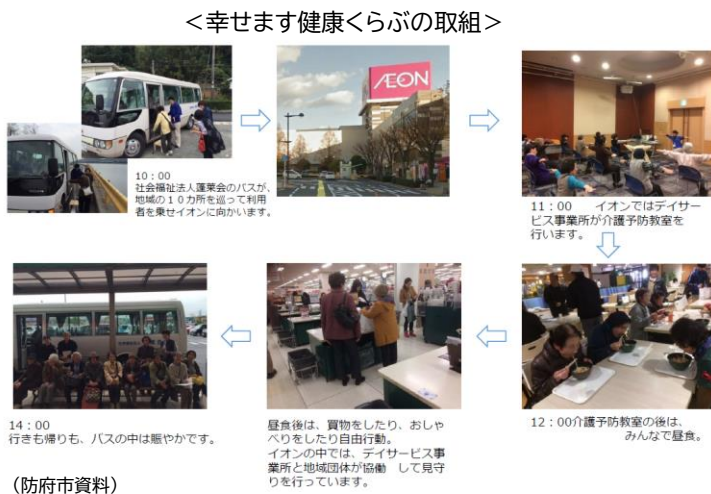 ＜幸せます健康くらぶの取組＞
10：00
社会福祉法人蓬莱会のバスが、
地域の１０カ所を巡って利用
者を乗せイオンに向かいます。
ÆON
11：00　イオンではデイサー
ビス事業所が介護予防教室を
行います。
12：00介護予防教室の後は、
みんなで昼食。
昼食後は、買物をしたり、おしゃ
べりをしたり自由行動。
イオンの中では、デイサービス事
業所と地域団体が協働　して見守
りを行っています。
14：00
行きも帰りも、バスの中は賑やかです。
（防府市資料）